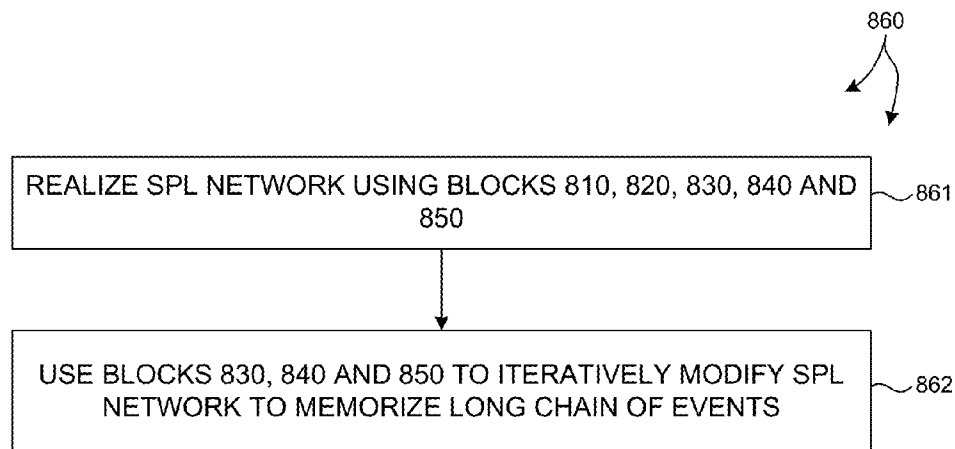 860
REALIZE SPL NETWORK USING BLOCKS 810, 820, 830, 840 AND
850
861
USE BLOCKS 830, 840 AND 850 TO ITERATIVELY MODIFY SPL
NETWORK TO MEMORIZE LONG CHAIN OF EVENTS
862